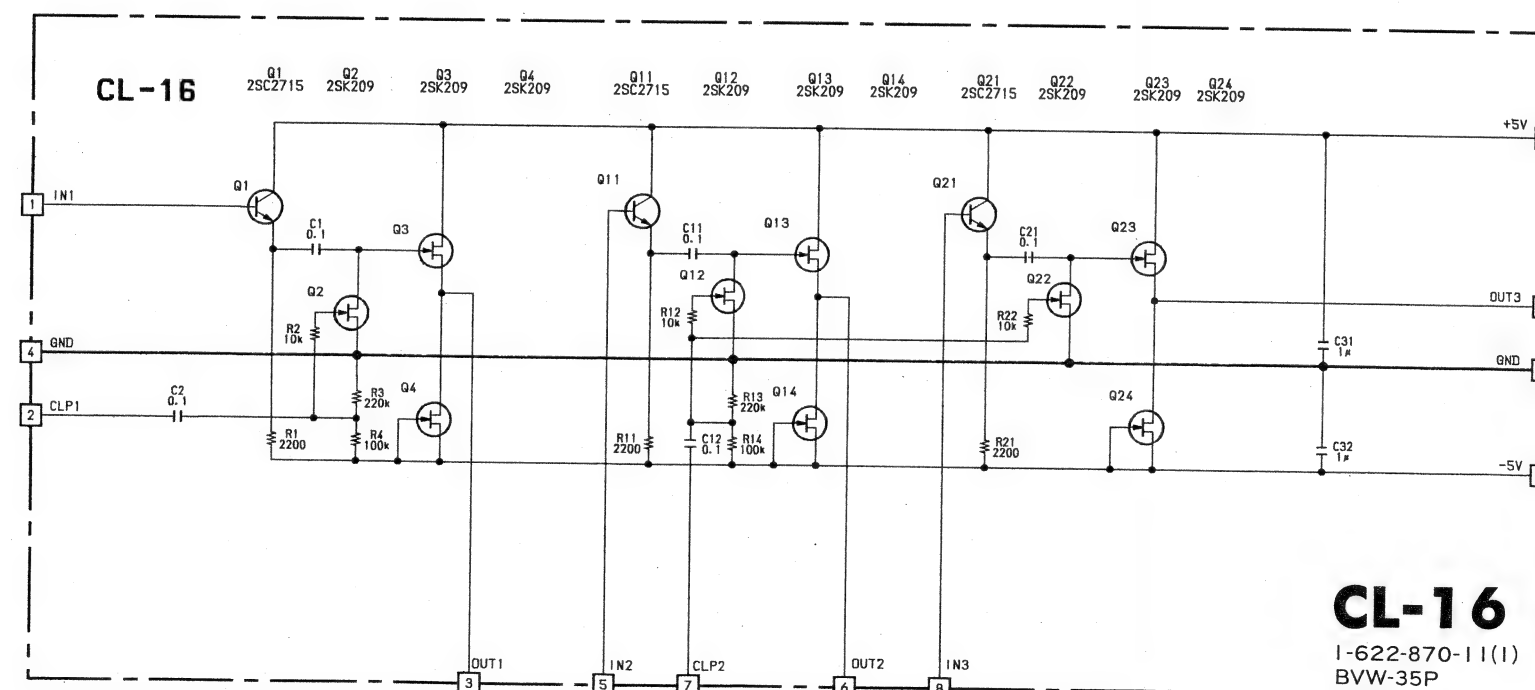 CL-16
Q1 Q2 Q3 Q4 Q11 Q12 Q13 Q14 Q21 Q22 Q23 Q24
2SC2715 2SK209 2SK209 2SK209 2SC2715 2SK209 2SK209 2SK209 2SC2715 2SK209 2SK209 2SK209
+5V
1 IN1
Q1
C1
0.1
Q3
Q11
C11
0.1
Q13
Q21
C21
0.1
Q23
Q2
R2
10k
Q12
R12
10k
Q22
R22
10k
OUT3
4 GND
C31
1μ
GND
2 CLP1
C2
0.1
R3
220k
Q4
R1
2200
R4
100k
R13
220k
Q14
R11
2200
C12
0.1
R14
100k
Q24
R21
2200
C32
1μ
-5V
3 OUT1
5 IN2
7 CLP2
6 OUT2
8 IN3
CL-16
1-622-870-11(1)
BVW-35P